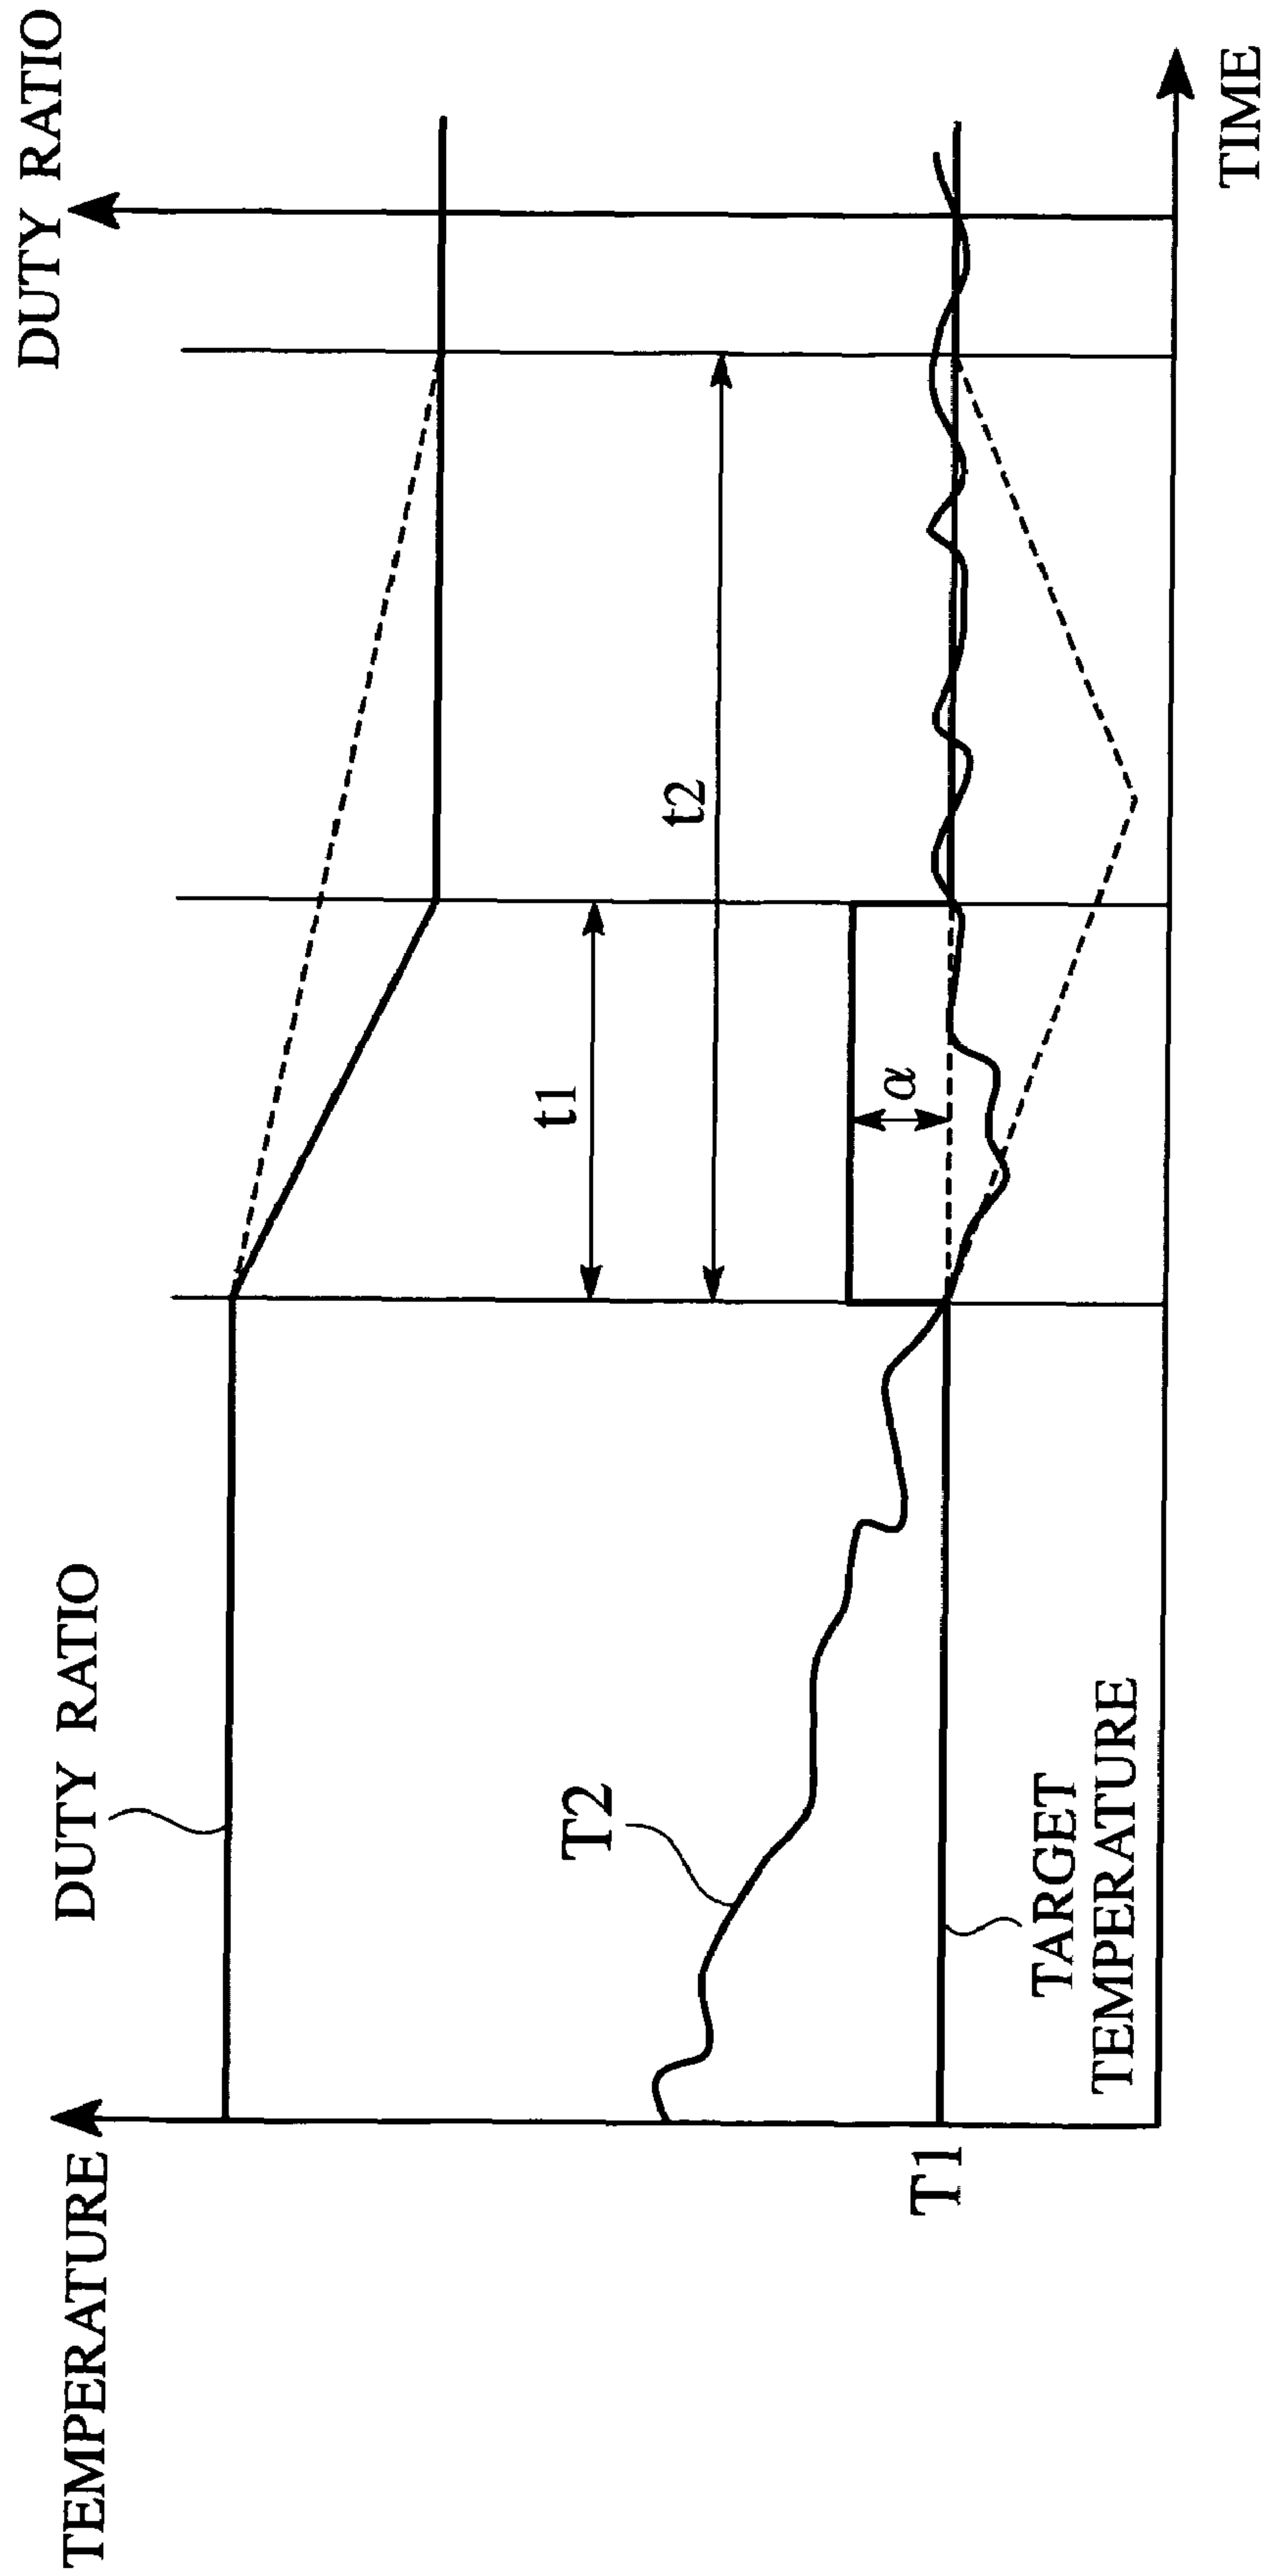 TEMPERATURE
DUTY RATIO
DUTY RATIO
T2
t1
t2
α
T1
TARGET
TEMPERATURE
TIME